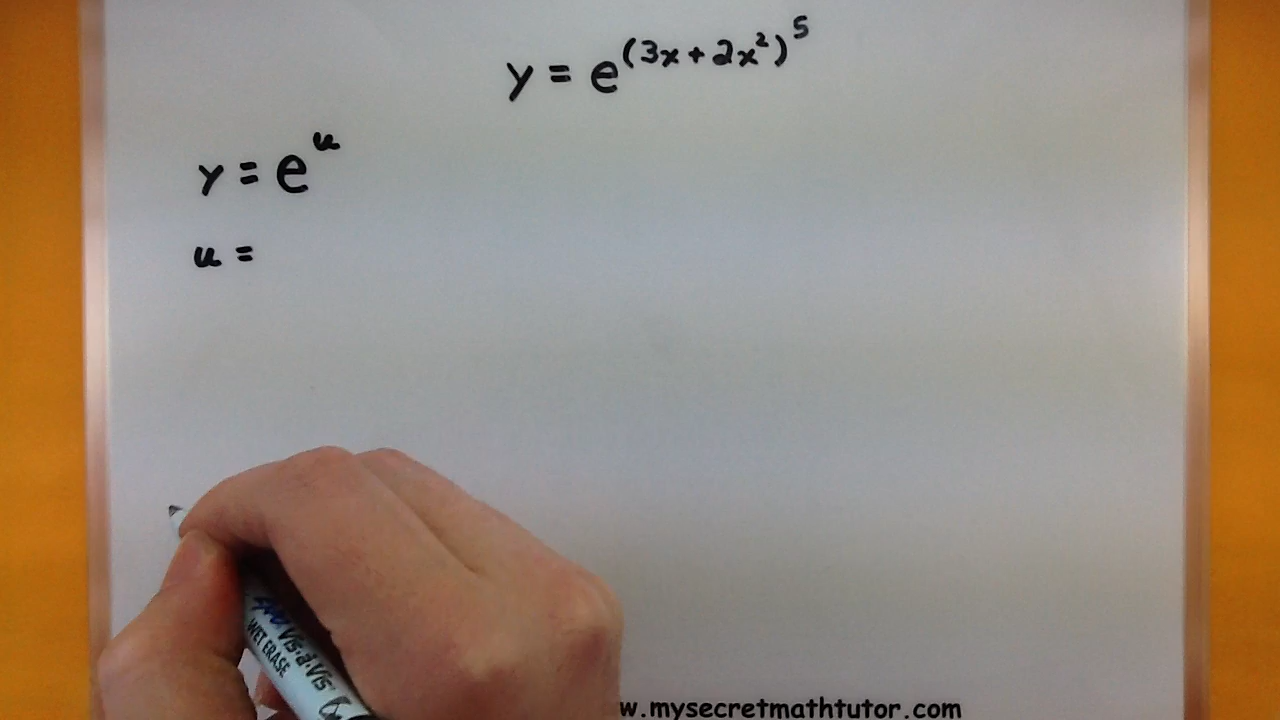 y = e^(3x + 2x²)⁵
y = e^u
u =
Vis-à-Vis
WET ERASE
w.mysecretmathtutor.com